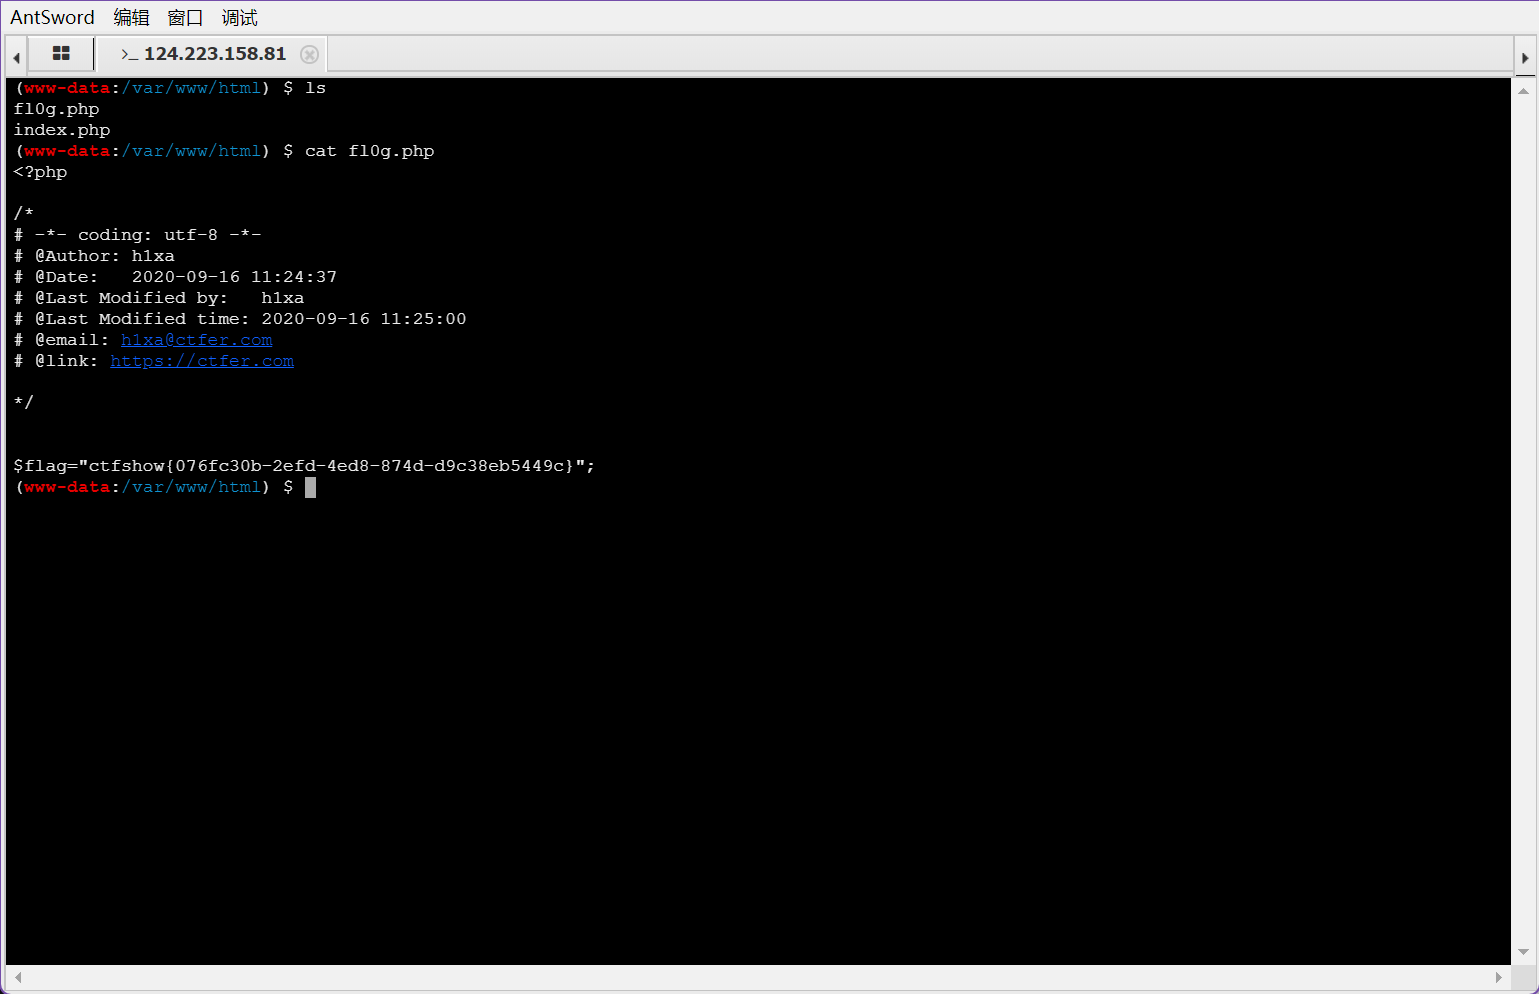 AntSword 编辑 窗口 调试
>_ 124.223.158.81
(www-data:/var/www/html) $ ls
fl0g.php
index.php
(www-data:/var/www/html) $ cat fl0g.php
<?php
/*
# -*- coding: utf-8 -*-
# @Author: h1xa
# @Date:   2020-09-16 11:24:37
# @Last Modified by:   h1xa
# @Last Modified time: 2020-09-16 11:25:00
# @email: h1xa@ctfer.com
# @link: https://ctfer.com
*/
$flag="ctfshow{076fc30b-2efd-4ed8-874d-d9c38eb5449c}";
(www-data:/var/www/html) $